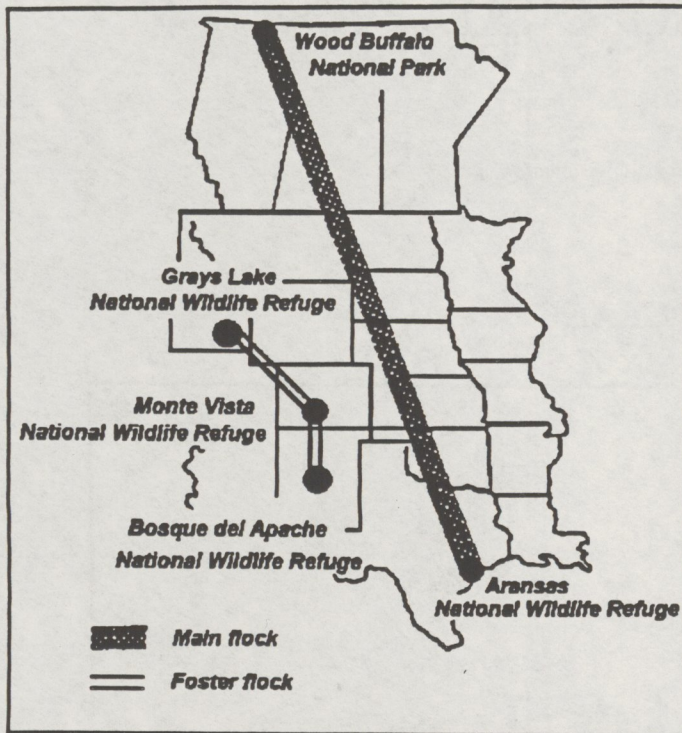 Wood Buffalo
National Park
Grays Lake
National Wildlife Refuge
Monte Vista
National Wildlife Refuge
Bosque del Apache
National Wildlife Refuge
Aransas
National Wildlife Refuge
Main flock
Foster flock